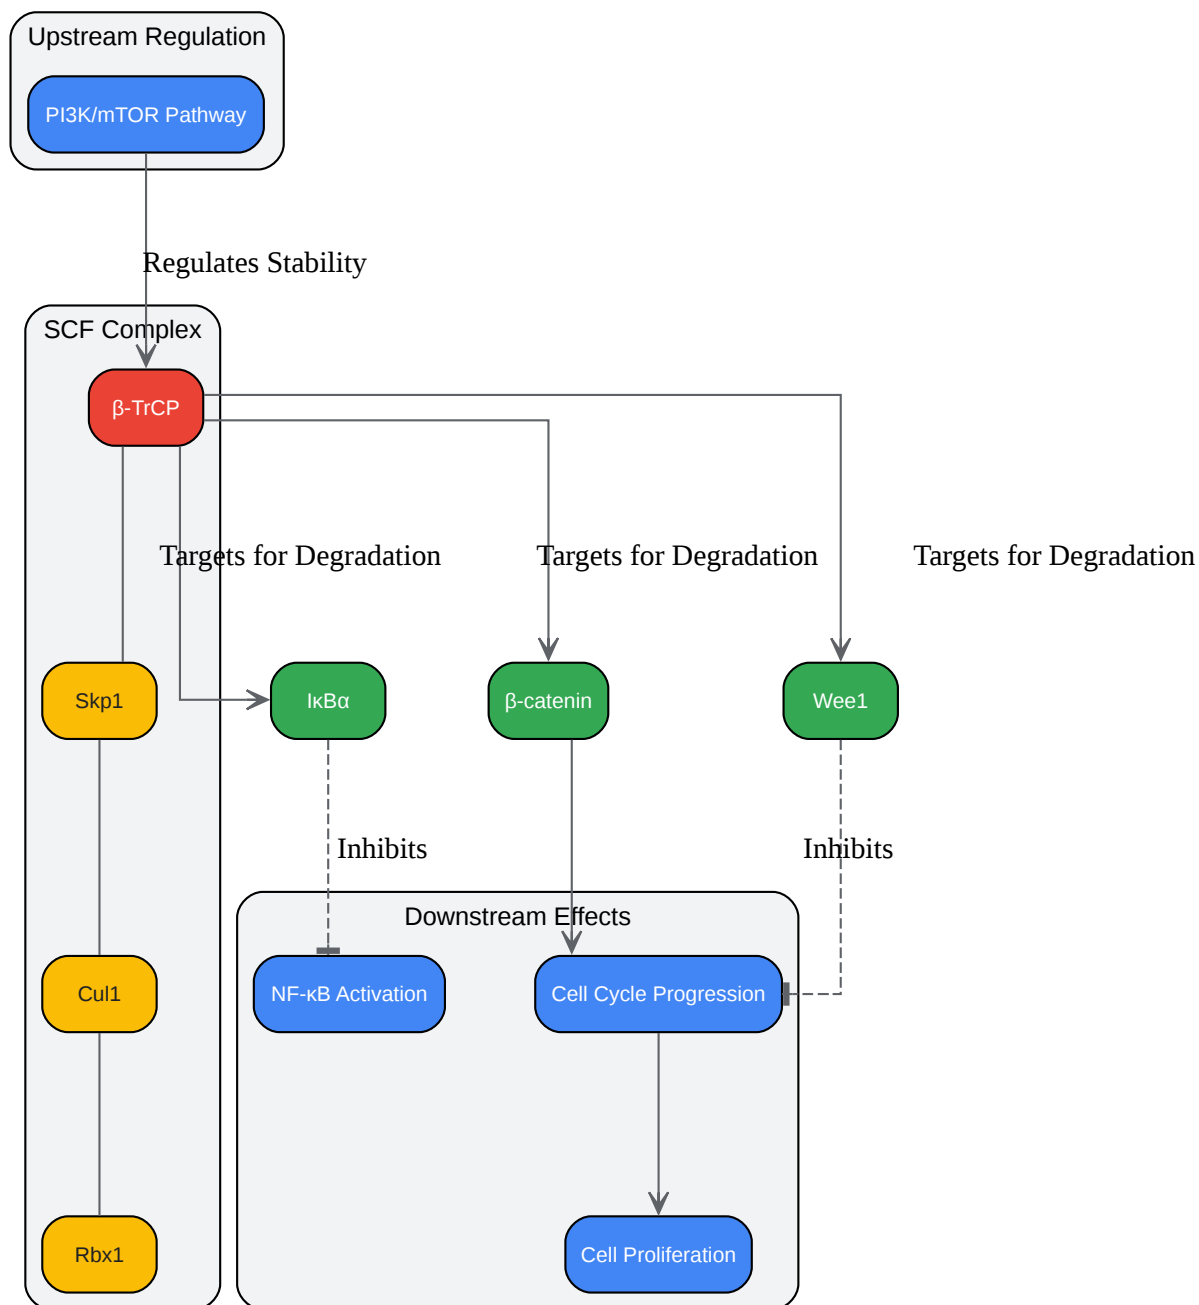 Upstream Regulation
PI3K/mTOR Pathway
Regulates Stability
SCF Complex
β-TrCP
Targets for Degradation
Targets for Degradation
Targets for Degradation
Skp1
IκBα
β-catenin
Wee1
Inhibits
Inhibits
Downstream Effects
Cul1
NF-κB Activation
Cell Cycle Progression
Rbx1
Cell Proliferation